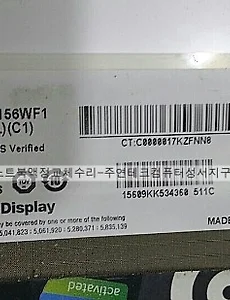 156WF1
)(C1)
S Verified
CT:C0000017KZFNN8
노트북액정교체수리-주연테크컴퓨터성서지구
15609KK534360 511C
Display
may be covered by one or more of the following
5,041,823 : 5,061,920 : 5,280,371 : 5,835,139
activated